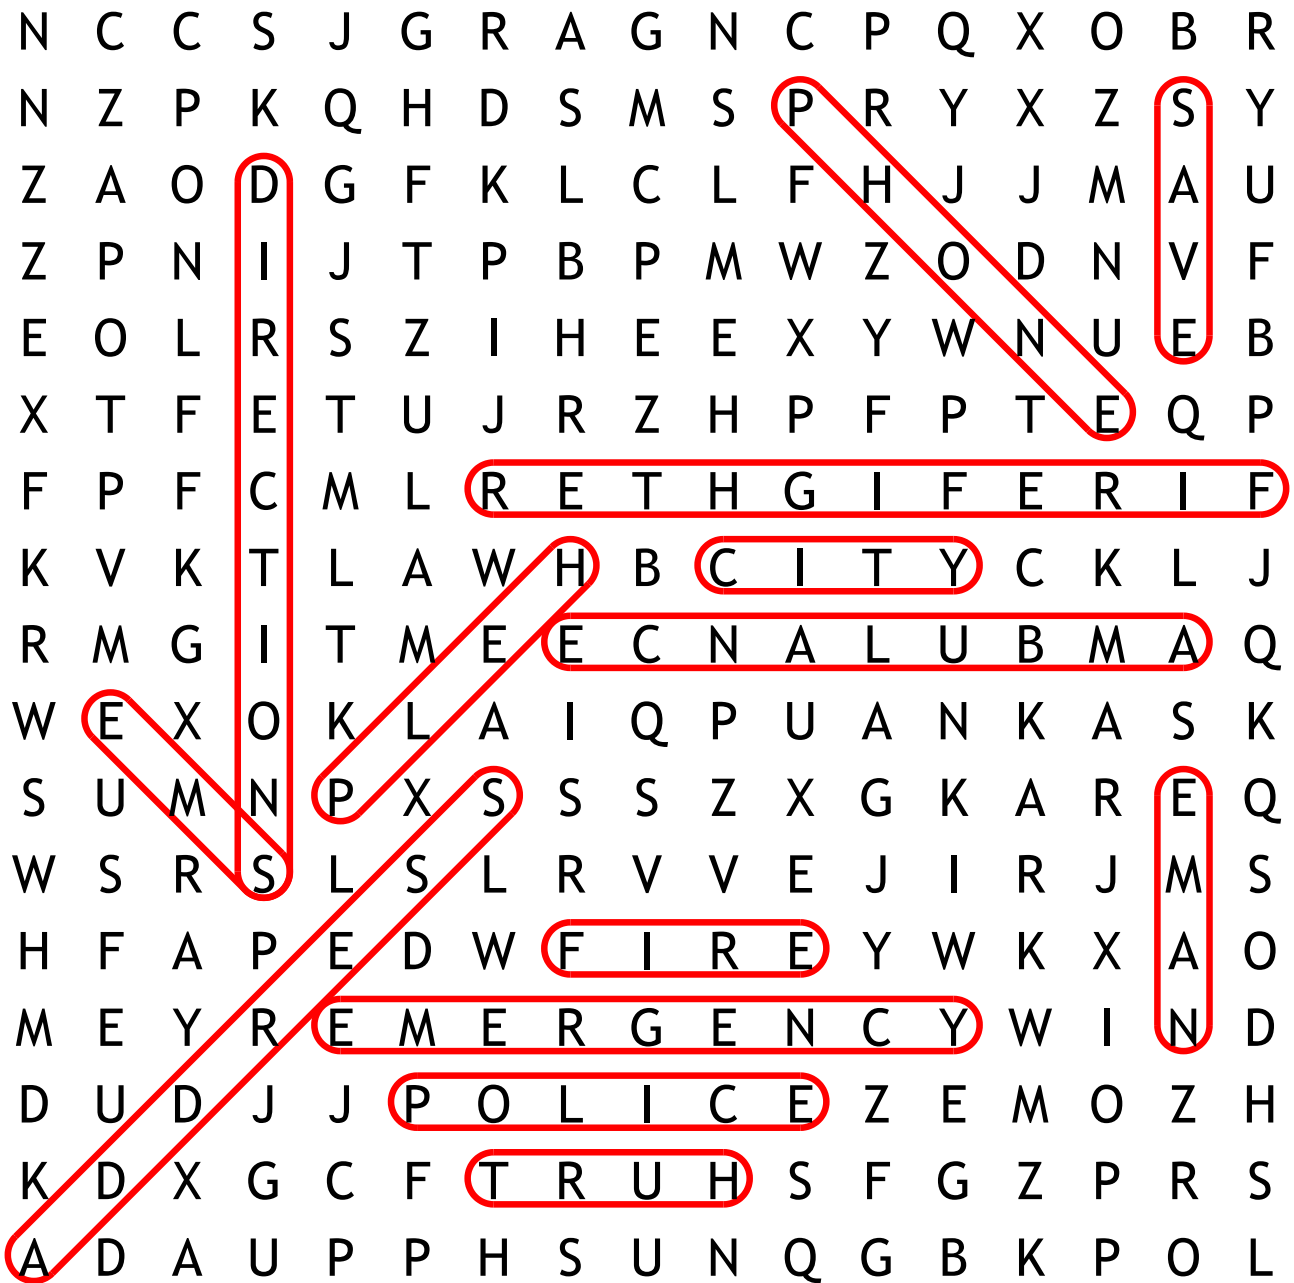 N C C S J G R A G N C P Q X O B R
N Z P K Q H D S M S P R Y X Z S Y
Z A O D G F K L C L F H J J M A U
Z P N I J T P B P M W Z O D N V F
E O L R S Z I H E E X Y W N U E B
X T F E T U J R Z H P F P T E Q P
F P F C M L R E T H G I F E R I F
K V K T L A W H B C I T Y C K L J
R M G I T M E E C N A L U B M A Q
W E X O K L A I Q P U A N K A S K
S U M N P X S S S Z X G K A R E Q
W S R S L S L R V V E J I R J M S
H F A P E D W F I R E Y W K X A O
M E Y R E M E R G E N C Y W I N D
D U D J J P O L I C E Z E M O Z H
K D X G C F T R U H S F G Z P R S
A D A U P P H S U N Q G B K P O L